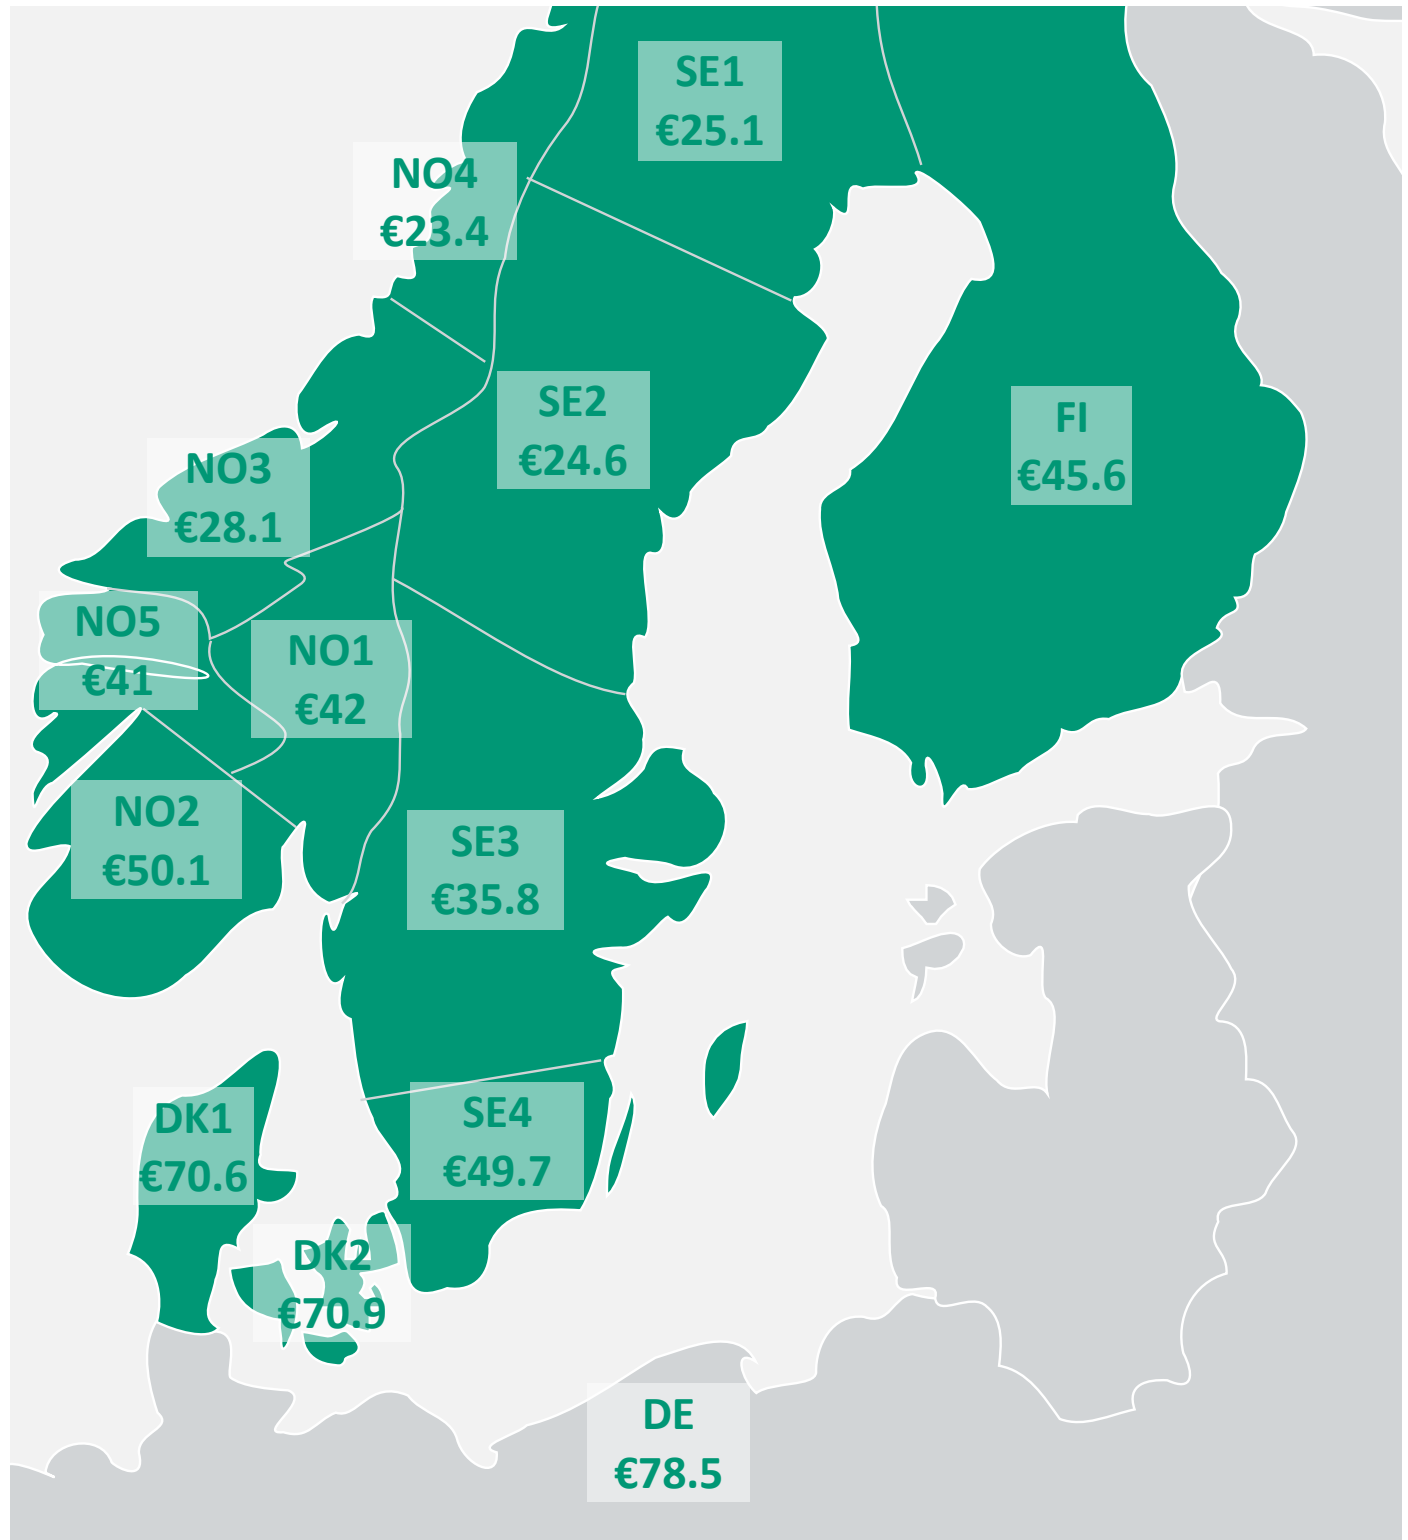 SE1
€25.1
NO4
€23.4
SE2
€24.6
FI
€45.6
NO3
€28.1
NO5
€41
NO1
€42
NO2
€50.1
SE3
€35.8
DK1
€70.6
SE4
€49.7
DK2
€70.9
DE
€78.5